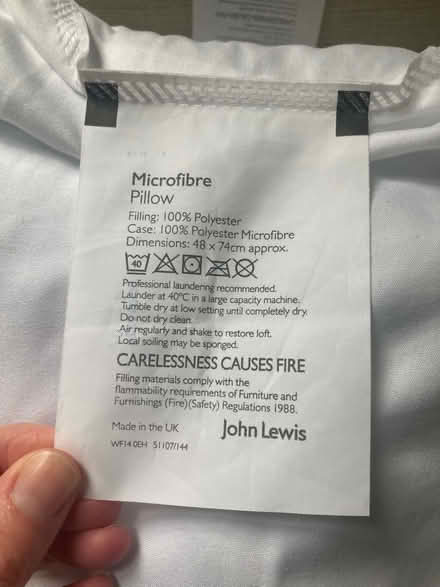 Microfibre
Pillow
Filling: 100% Polyester
Case: 100% Polyester Microfibre
Dimensions: 48 x 74cm approx.
40
Professional laundering recommended.
Launder at 40°C in a large capacity machine.
Tumble dry at low setting until completely dry.
Do not dry clean.
Air regularly and shake to restore loft.
Local soiling may be sponged.
CARELESSNESS CAUSES FIRE
Filling materials comply with the
flammability requirements of Furniture and
Furnishings (Fire)(Safety) Regulations 1988.
Made in the UK
John Lewis
WF14 0EH 51107/144